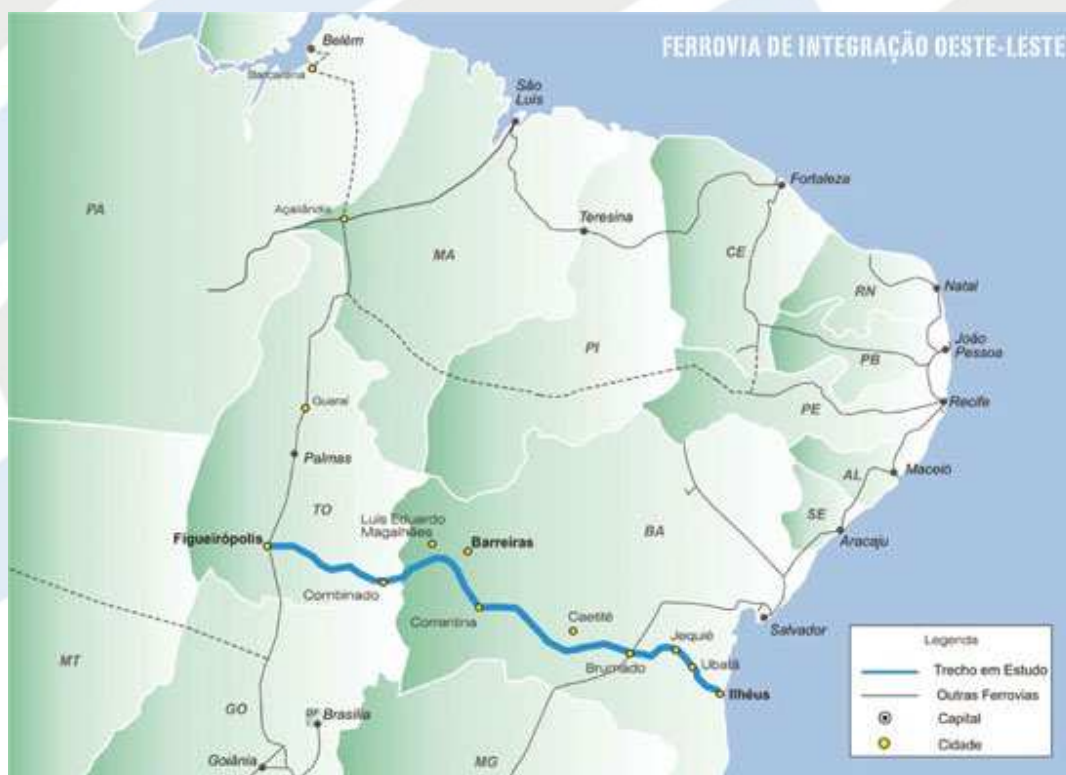 FERROVIA DE INTEGRAÇÃO OESTE-LESTE
Belém
Barcarena
São
Luís
Fortaleza
PA
Açailândia
Teresina
MA
CE
RN
Natal
PI
PB
João
Pessoa
PE
Recife
Guaraí
Palmas
AL
Maceió
TO
SE
Luís Eduardo
Magalhães
Figueirópolis
Barreiras
BA
Aracaju
Combinado
Correntina
Caetité
Jequié
Salvador
Brumado
Ubatã
Ilhéus
MT
GO
DF
Brasília
Goiânia
MG
Legenda
Trecho em Estudo
Outras Ferrovias
Capital
Cidade